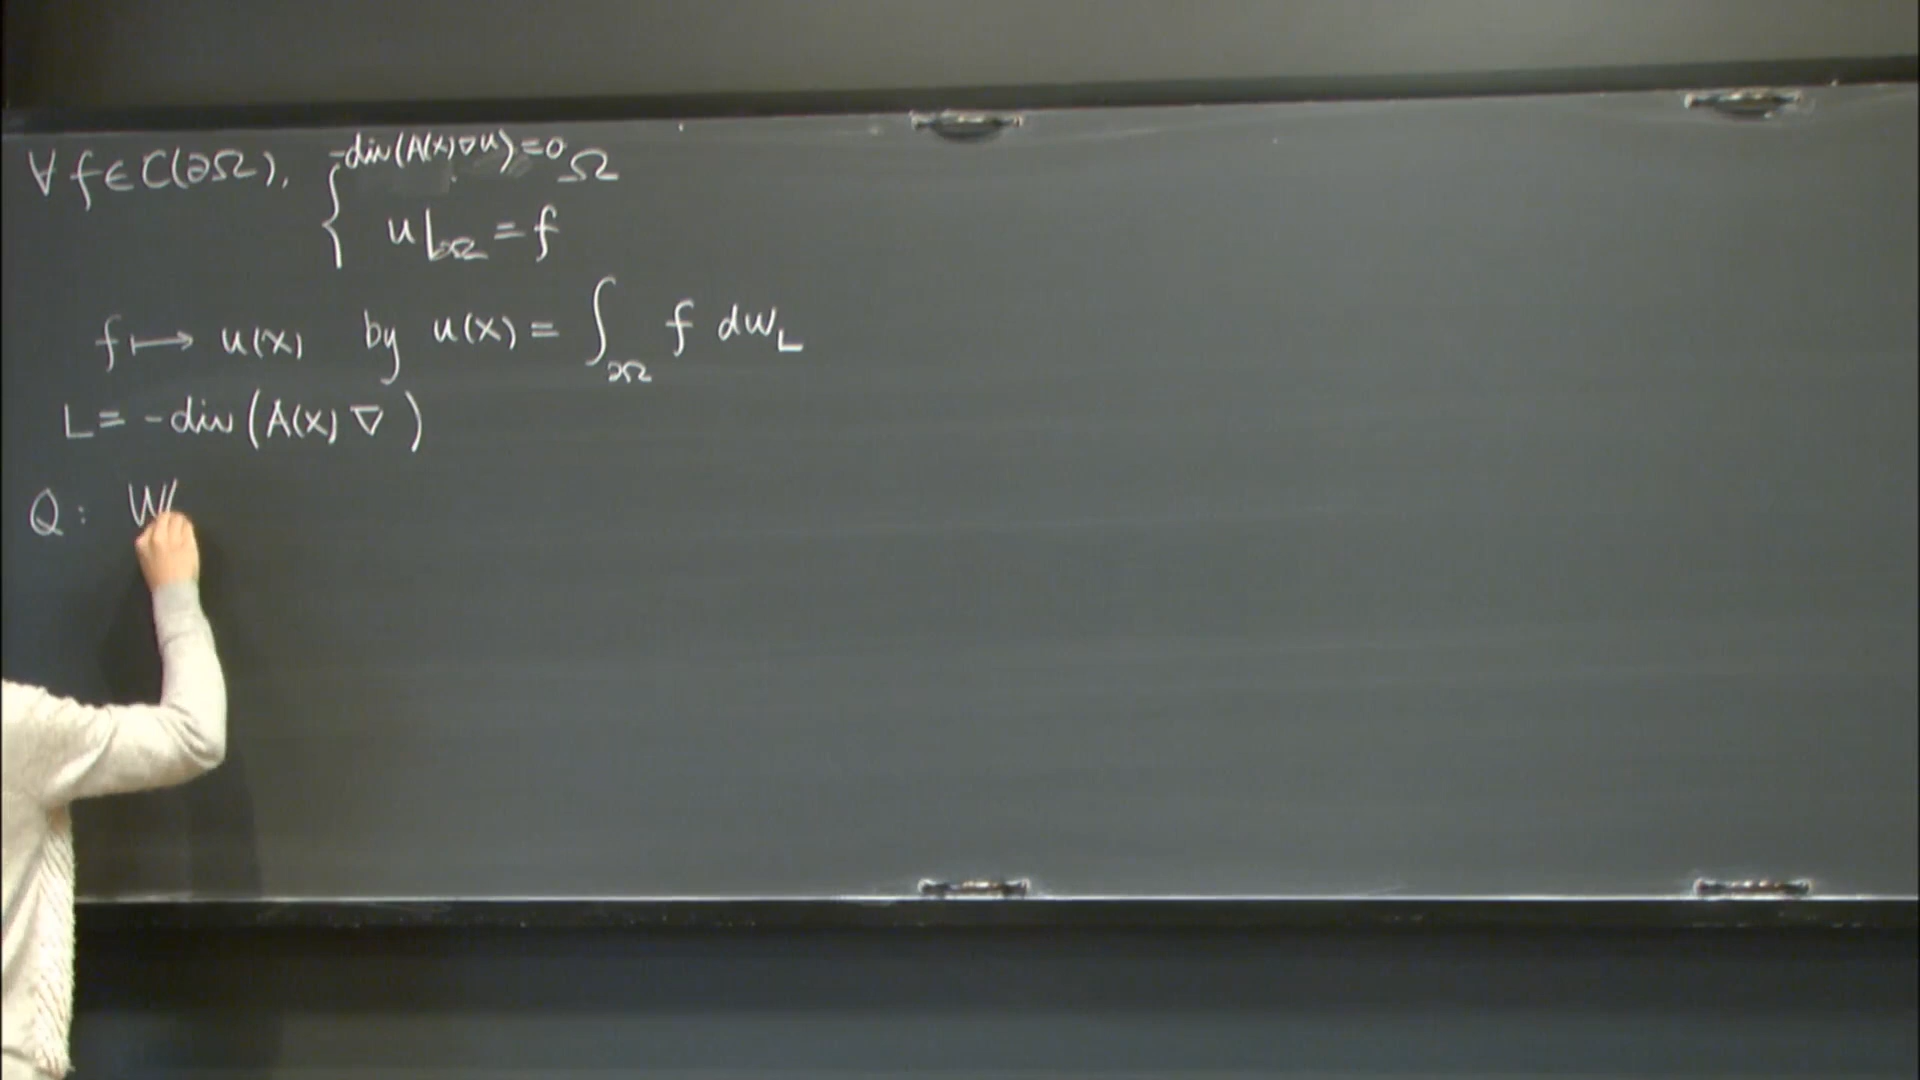 ∀ f ∈ C(∂Ω), { -div(A(x)∇u) = 0 Ω
u|∂Ω = f
f ↦ u(x) by u(x) = ∫_∂Ω f dω_L
L = -div(A(x)∇ )
Q: